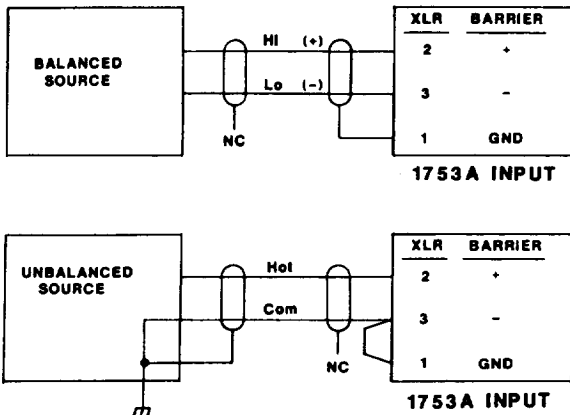 BALANCED
SOURCE
HI (+)
Lo (-)
NC
XLR BARRIER
2 +
3 -
1 GND
1753A INPUT
UNBALANCED
SOURCE
Hot
Com
NC
XLR BARRIER
2 +
3 -
1 GND
1753A INPUT